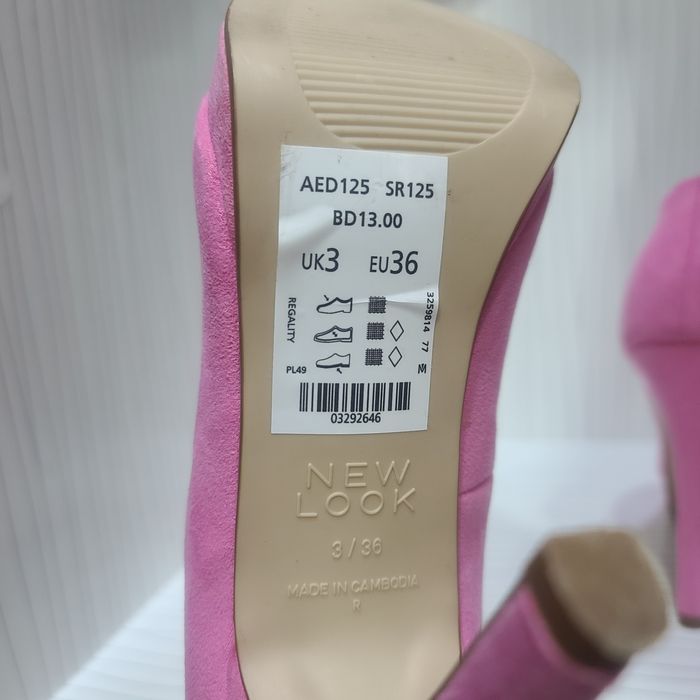 AED125 SR125
BD13.00
UK3 EU36
REGALITY
3259814 77 M
PL49
03292646
NEW
LOOK
3 / 36
MADE IN CAMBODIA
R